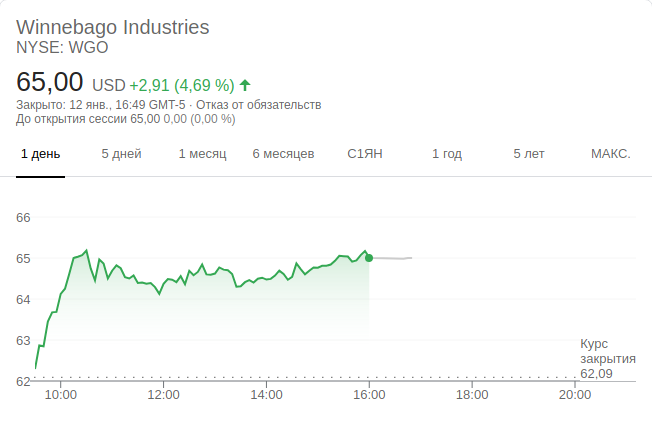 Winnebago Industries
NYSE: WGO
65,00 USD +2,91 (4,69 %)
Закрыто: 12 янв., 16:49 GMT-5 · Отказ от обязательств
До открытия сессии 65,00 0,00 (0,00 %)
1 день 5 дней 1 месяц 6 месяцев С1ЯН 1 год 5 лет МАКС.
66
65
64
63
62
Курс
закрытия
62,09
10:00 12:00 14:00 16:00 18:00 20:00